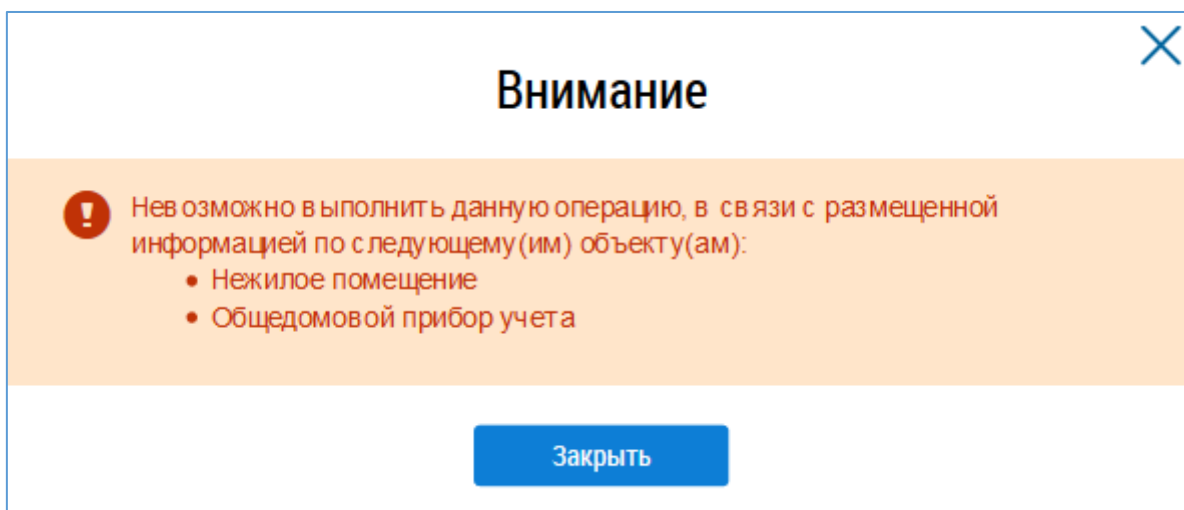 Внимание
Невозможно выполнить данную операцию, в связи с размещенной
информацией по следующему(им) объекту(ам):
• Нежилое помещение
• Общедомовой прибор учета
Закрыть